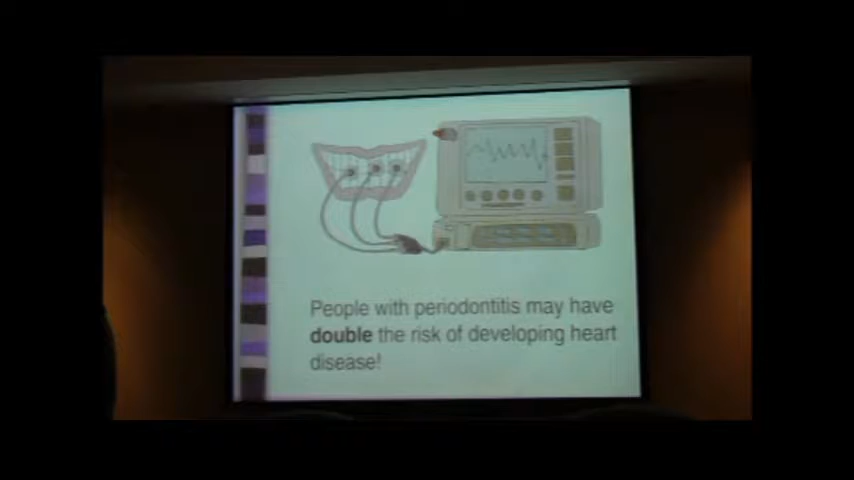 People with periodontitis may have
double the risk of developing heart
disease!